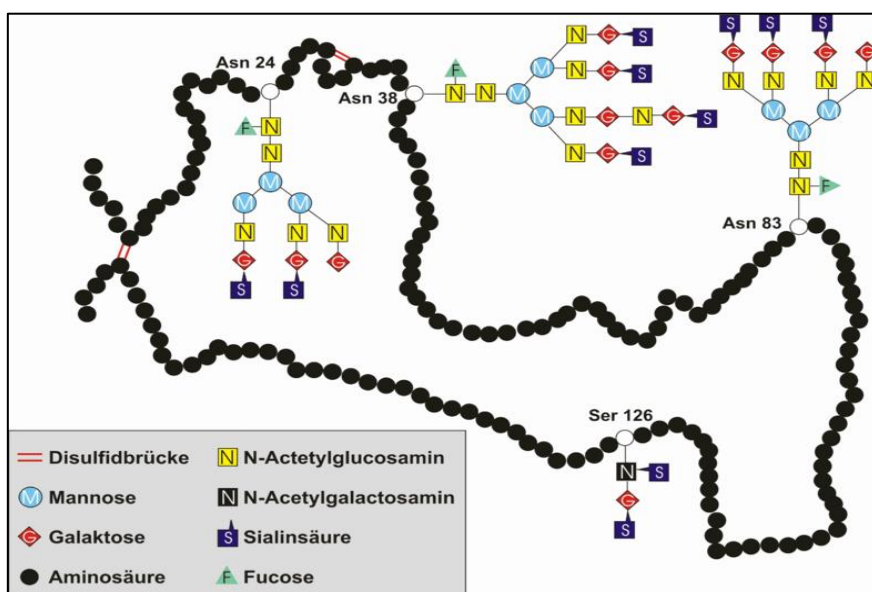 Asn 24
F N
N
M
M M
N N N
G G G
S S
Asn 38
F
N G S
M N G S
N N M
M N G N G S
N G S
S S S
G G G G
N N N N
M M
M
N
N F
Asn 83
Ser 126
N S
G
S
Disulfidbrücke
N N-Actetylglucosamin
M Mannose
N N-Acetylgalactosamin
G Galaktose
S Sialinsäure
Aminosäure
F Fucose